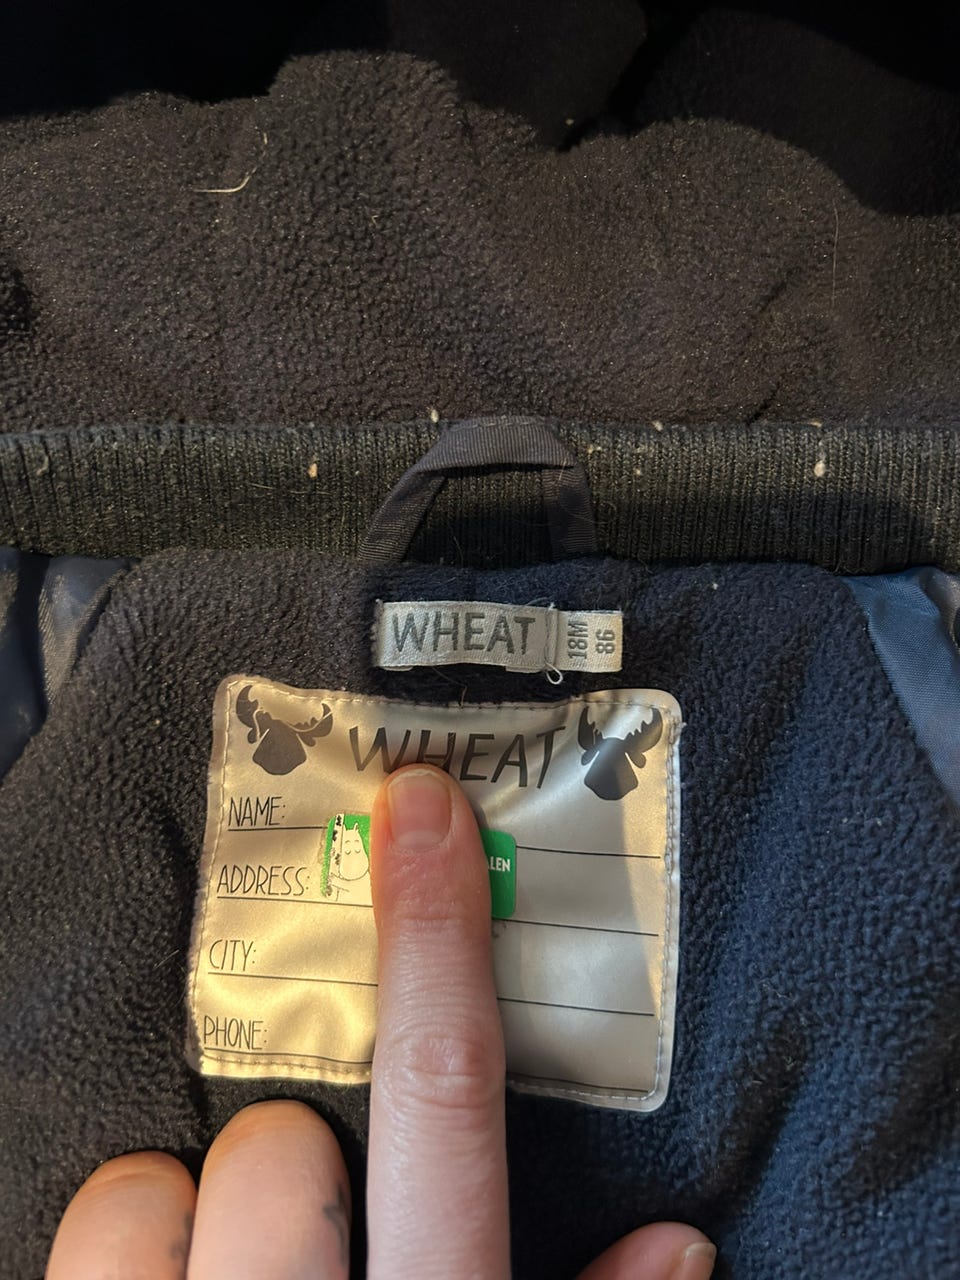 WHEAT
18M
86
WHEAT
NAME:
ADDRESS:
CITY:
PHONE: